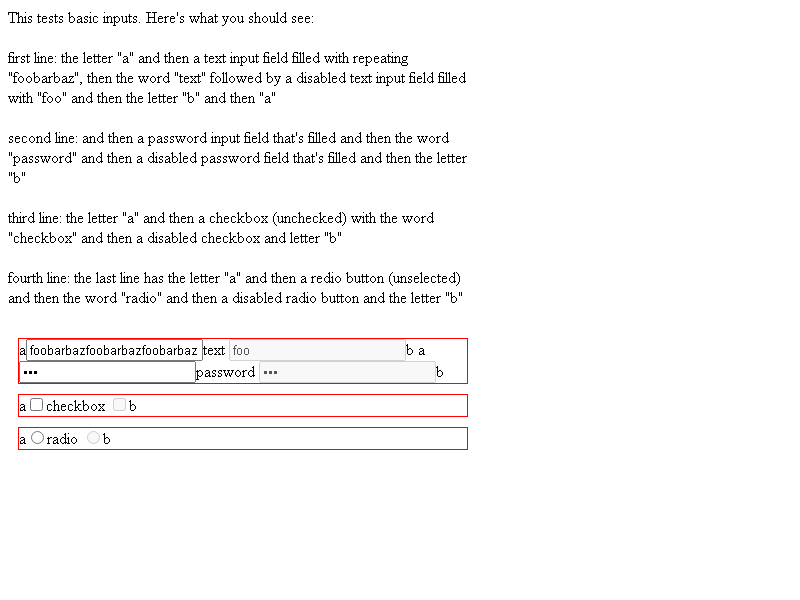 This tests basic inputs. Here's what you should see:
first line: the letter "a" and then a text input field filled with repeating
"foobarbaz", then the word "text" followed by a disabled text input field filled
with "foo" and then the letter "b" and then "a"
second line: and then a password input field that's filled and then the word
"password" and then a disabled password field that's filled and then the letter
"b"
third line: the letter "a" and then a checkbox (unchecked) with the word
"checkbox" and then a disabled checkbox and letter "b"
fourth line: the last line has the letter "a" and then a redio button (unselected)
and then the word "radio" and then a disabled radio button and the letter "b"
a foobarbazfoobarbazfoobarbaz text foo b a
••• password ••• b
a checkbox b
a radio b